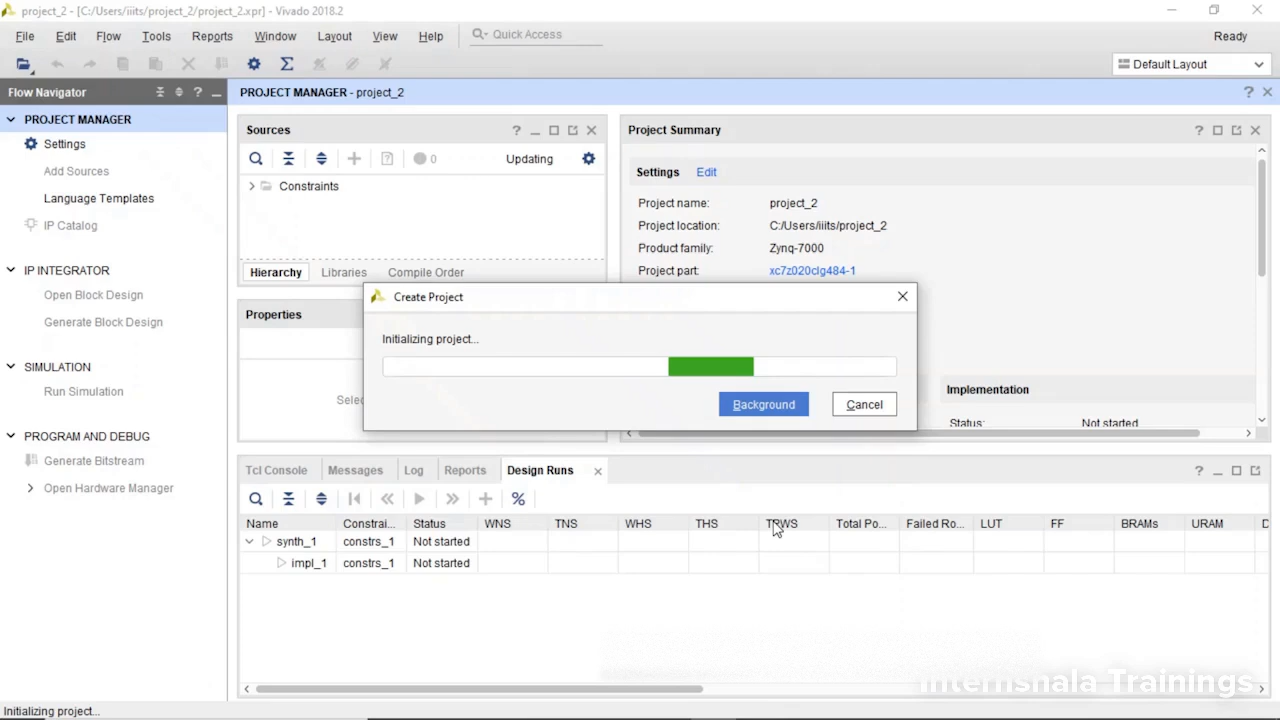 project_2 - [C:/Users/iiits/project_2/project_2.xpr] - Vivado 2018.2
File Edit Flow Tools Reports Window Layout View Help Quick Access Ready
Default Layout
Flow Navigator
PROJECT MANAGER - project_2
PROJECT MANAGER
Settings
Add Sources
Language Templates
IP Catalog
IP INTEGRATOR
Open Block Design
Generate Block Design
SIMULATION
Run Simulation
PROGRAM AND DEBUG
Generate Bitstream
Open Hardware Manager
Sources
0 Updating
Constraints
Hierarchy Libraries Compile Order
Properties
Project Summary
Settings Edit
Project name: project_2
Project location: C:/Users/iiits/project_2
Product family: Zynq-7000
Project part: xc7z020clg484-1
Implementation
Status: Not started
Create Project
Initializing project...
Background Cancel
Tcl Console Messages Log Reports Design Runs
Name Constrai... Status WNS TNS WHS THS TPWS Total Po... Failed Ro... LUT FF BRAMs URAM
synth_1 constrs_1 Not started
impl_1 constrs_1 Not started
Internshala Trainings
Initializing project...